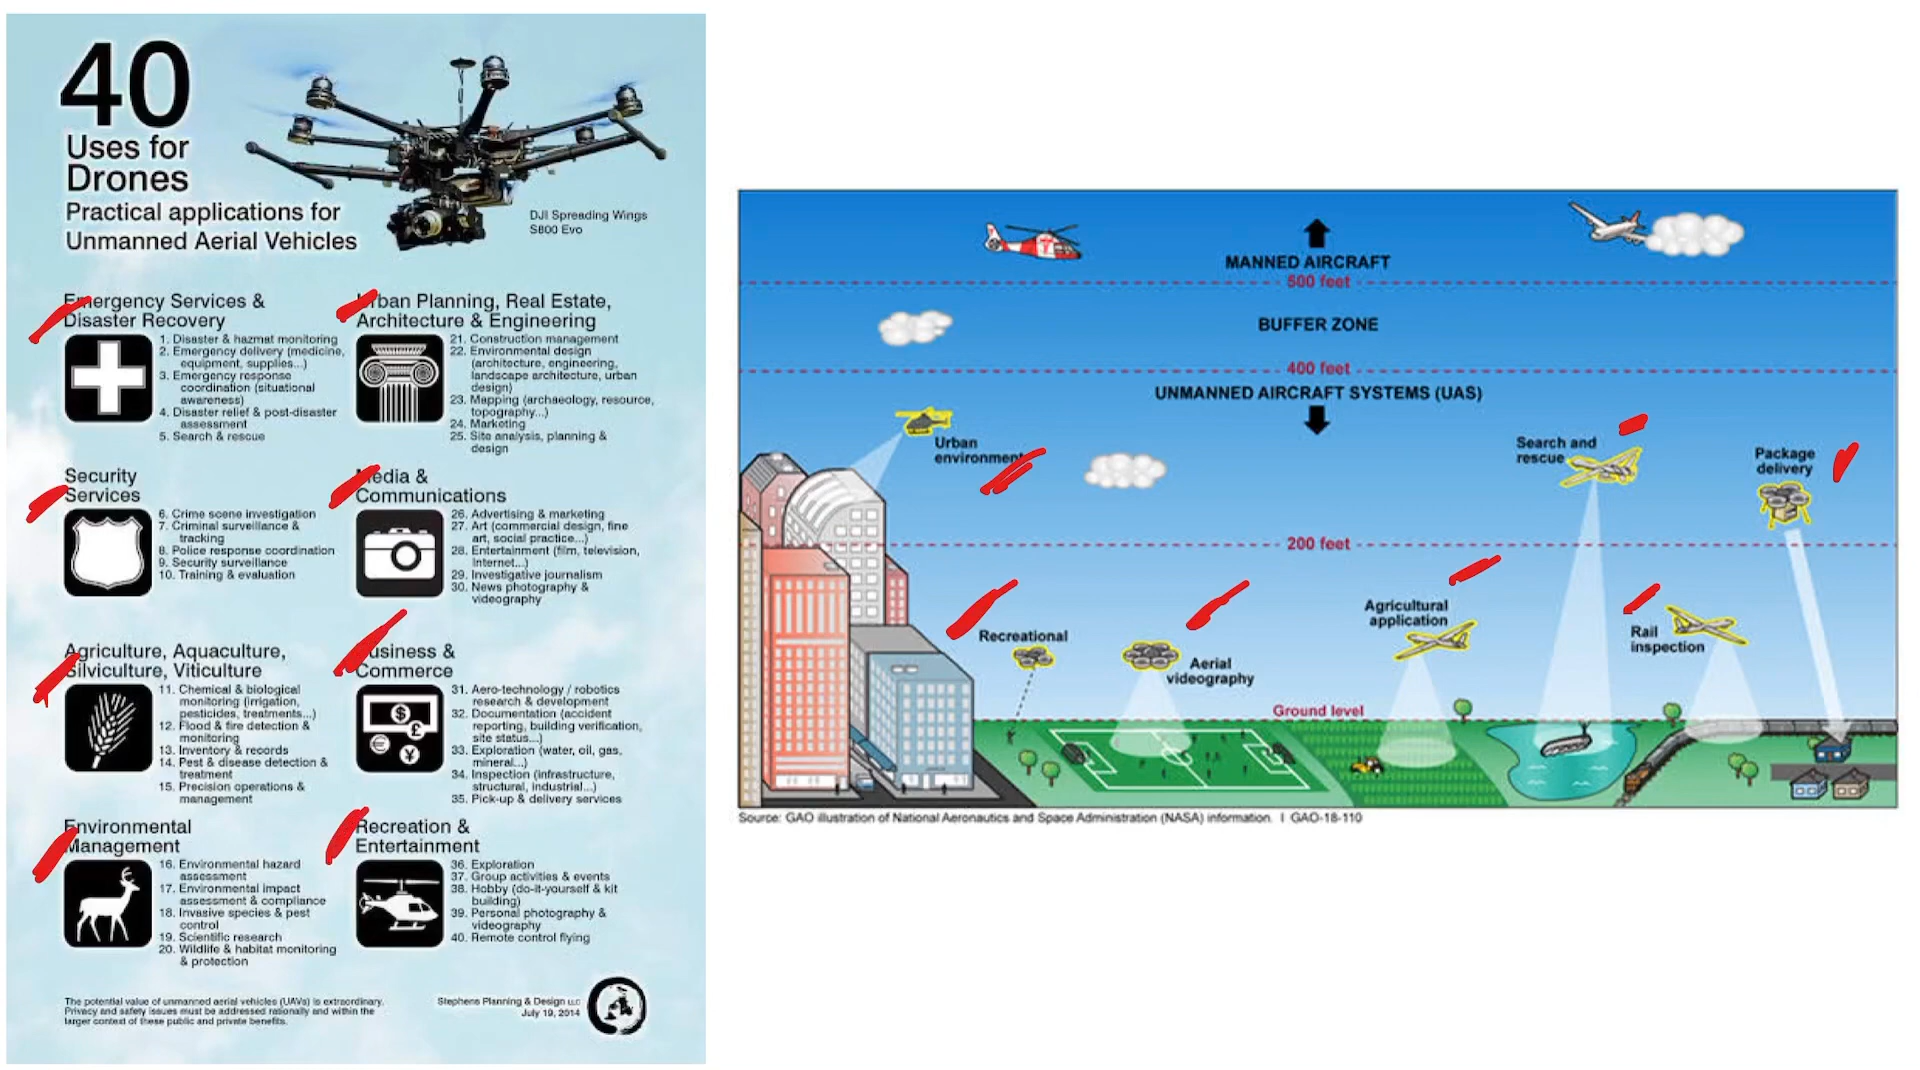 40
Uses for
Drones
Practical applications for
Unmanned Aerial Vehicles
DJI Spreading Wings
S800 Evo
Emergency Services &
Disaster Recovery
1. Disaster & hazmat monitoring
2. Emergency delivery (medicine,
equipment, supplies...)
3. Emergency response
coordination (situational
awareness)
4. Disaster relief & post-disaster
assessment
5. Search & rescue
Security
Services
6. Crime scene investigation
7. Criminal surveillance &
tracking
8. Police response coordination
9. Security surveillance
10. Training & evaluation
Agriculture, Aquaculture,
Silviculture, Viticulture
11. Chemical & biological
monitoring (irrigation,
pesticides, treatments...)
12. Flood & fire detection &
monitoring
13. Inventory & records
14. Pest & disease detection &
treatment
15. Precision operations &
management
Environmental
Management
16. Environmental hazard
assessment
17. Environmental impact
assessment & compliance
18. Invasive species & pest
control
19. Scientific research
20. Wildlife & habitat monitoring
& protection
Urban Planning, Real Estate,
Architecture & Engineering
21. Construction management
22. Environmental design
(architecture, engineering,
landscape architecture, urban
design)
23. Mapping (archaeology, resource,
topography...)
24. Marketing
25. Site analysis, planning &
design
Media &
Communications
26. Advertising & marketing
27. Art (commercial design, fine
art, social practice...)
28. Entertainment (film, television,
Internet...)
29. Investigative journalism
30. News photography &
videography
Business &
Commerce
31. Aero-technology / robotics
research & development
32. Documentation (accident
reporting, building verification,
site status...)
33. Exploration (water, oil, gas,
mineral...)
34. Inspection (infrastructure,
structural, industrial...)
35. Pick-up & delivery services
Recreation &
Entertainment
36. Exploration
37. Group activities & events
38. Hobby (do-it-yourself & kit
building)
39. Personal photography &
videography
40. Remote control flying
The potential value of unmanned aerial vehicles (UAVs) is extraordinary.
Privacy and safety issues must be addressed rationally and within the
larger context of these public and private benefits.
Stephens Planning & Design LLC
July 19, 2014
MANNED AIRCRAFT
500 feet
BUFFER ZONE
400 feet
UNMANNED AIRCRAFT SYSTEMS (UAS)
Urban
environment
Search and
rescue
Package
delivery
200 feet
Recreational
Aerial
videography
Agricultural
application
Rail
inspection
Ground level
Source: GAO illustration of National Aeronautics and Space Administration (NASA) information. | GAO-18-110